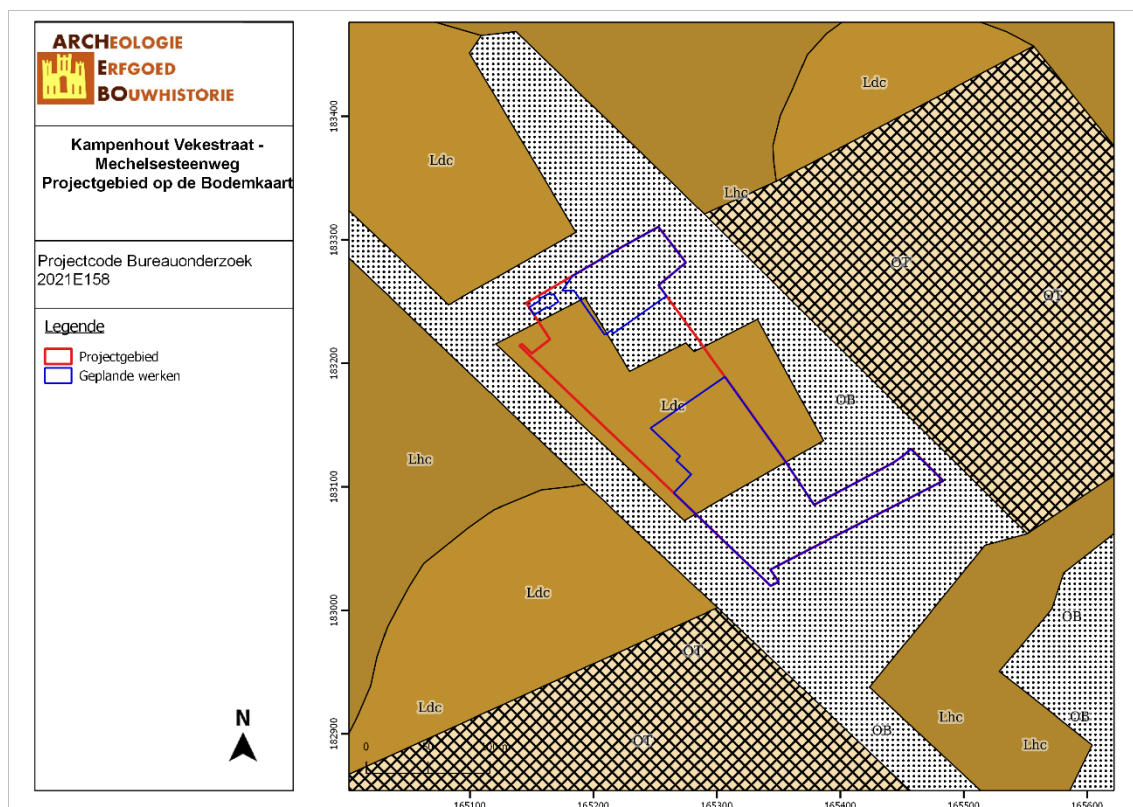 ARCHEOLOGIE
ERFGOED
BOUWHISTORIE
Kampenhout Vekestraat -
Mechelsesteenweg
Projectgebied op de Bodemkaart
Projectcode Bureauonderzoek
2021E158
Legende
Projectgebied
Geplande werken
N
183400
183300
183200
183100
183000
182900
Ldc
Ldc
Lhc
OT
OT
Ldc
OB
Lhc
Ldc
OB
OT
Ldc
Lhc
OB
OB
Lhc
OT
0
165100
165200
165300
165400
165500
165600